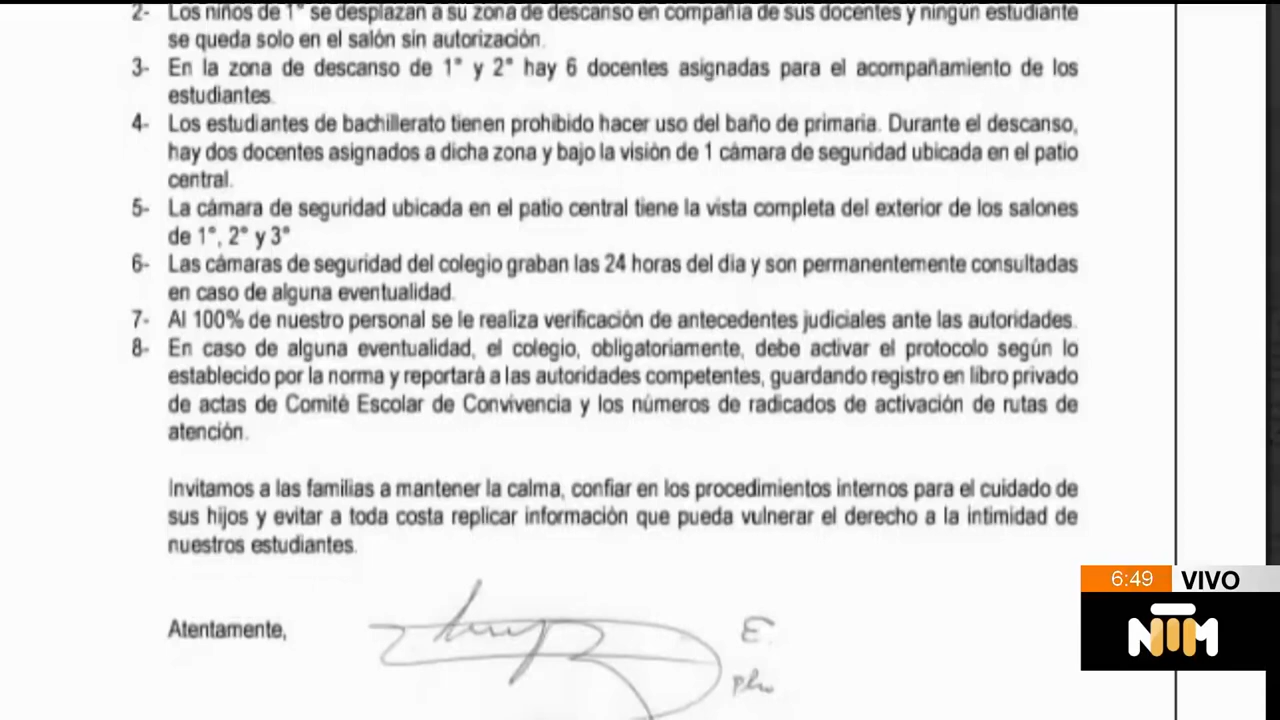 2- Los niños de 1° se desplazan a su zona de descanso en compañía de sus docentes y ningún estudiante
se queda solo en el salón sin autorización.
3- En la zona de descanso de 1° y 2° hay 6 docentes asignadas para el acompañamiento de los
estudiantes.
4- Los estudiantes de bachillerato tienen prohibido hacer uso del baño de primaria. Durante el descanso,
hay dos docentes asignados a dicha zona y bajo la visión de 1 cámara de seguridad ubicada en el patio
central.
5- La cámara de seguridad ubicada en el patio central tiene la vista completa del exterior de los salones
de 1°, 2° y 3°
6- Las cámaras de seguridad del colegio graban las 24 horas del día y son permanentemente consultadas
en caso de alguna eventualidad.
7- Al 100% de nuestro personal se le realiza verificación de antecedentes judiciales ante las autoridades.
8- En caso de alguna eventualidad, el colegio, obligatoriamente, debe activar el protocolo según lo
establecido por la norma y reportará a las autoridades competentes, guardando registro en libro privado
de actas de Comité Escolar de Convivencia y los números de radicados de activación de rutas de
atención.
Invitamos a las familias a mantener la calma, confiar en los procedimientos internos para el cuidado de
sus hijos y evitar a toda costa replicar información que pueda vulnerar el derecho a la intimidad de
nuestros estudiantes.
Atentamente,
6:49 VIVO